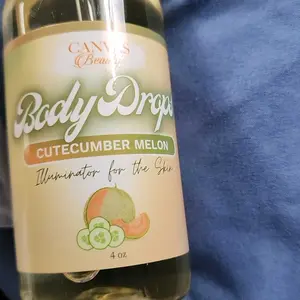 CANVAS
Beauty
Body Drops
CUTECUMBER MELON
Illuminator for the Skin
4 oz